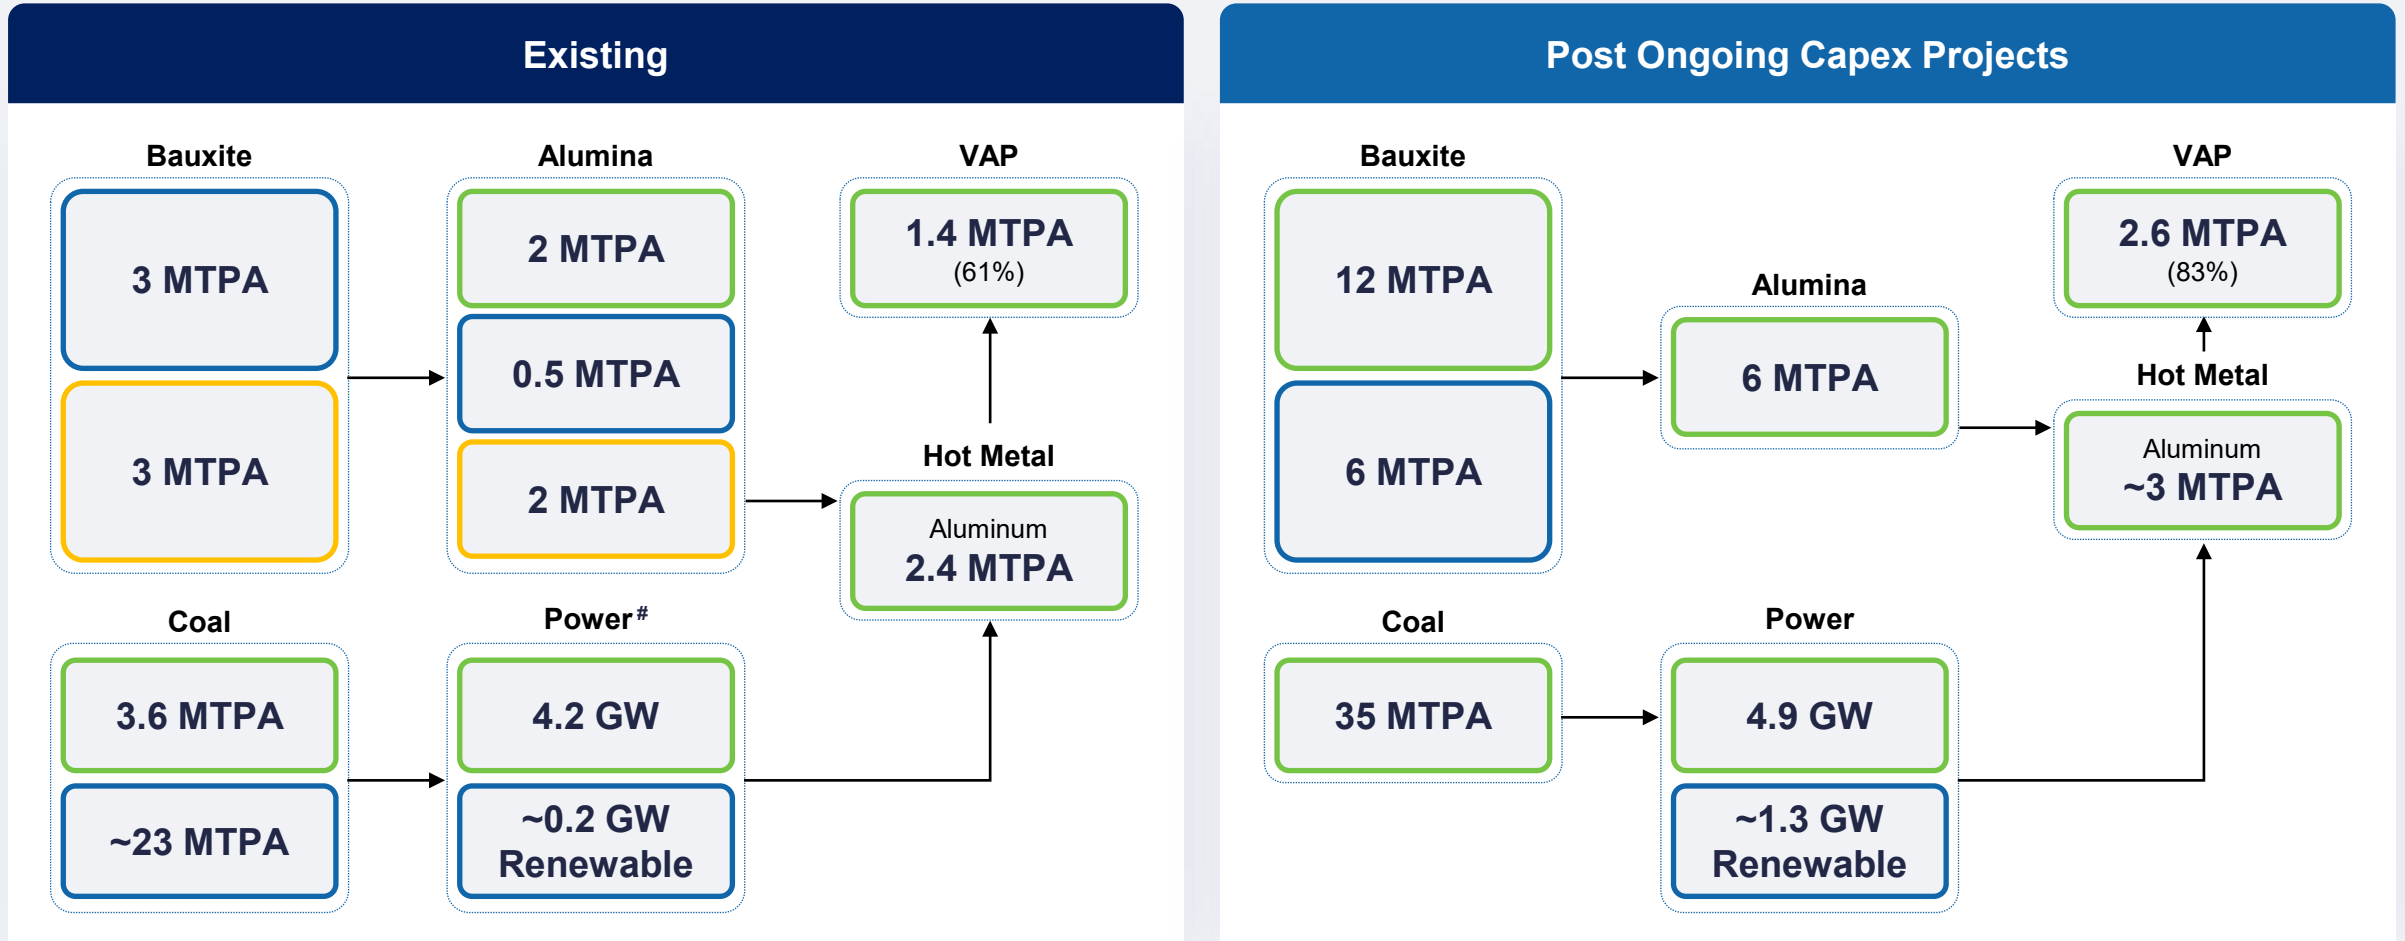 Existing
Bauxite
3 MTPA
3 MTPA
Alumina
2 MTPA
0.5 MTPA
2 MTPA
VAP
1.4 MTPA
(61%)
Hot Metal
Aluminum
2.4 MTPA
Coal
3.6 MTPA
~23 MTPA
Power#
4.2 GW
~0.2 GW
Renewable
Post Ongoing Capex Projects
Bauxite
12 MTPA
6 MTPA
Alumina
6 MTPA
VAP
2.6 MTPA
(83%)
Hot Metal
Aluminum
~3 MTPA
Coal
35 MTPA
Power
4.9 GW
~1.3 GW
Renewable